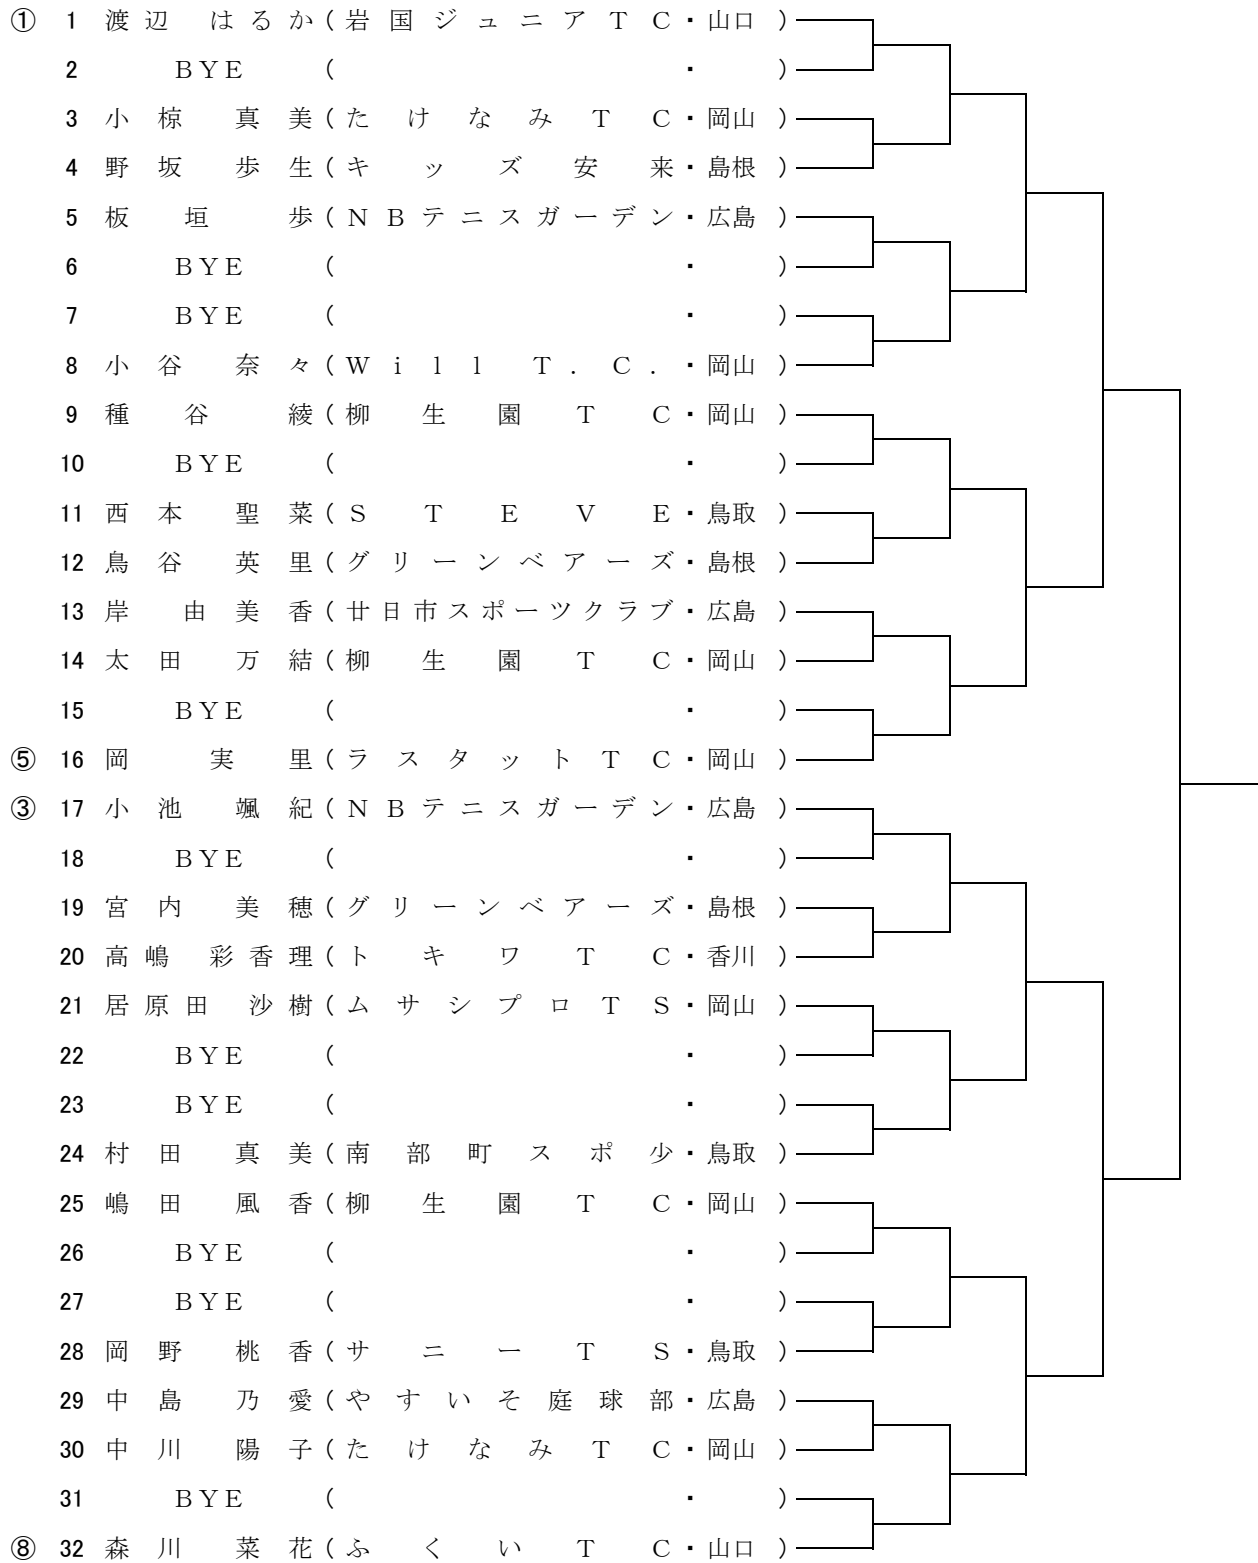 ① 1 渡辺 はるか(岩国ジュニアTC・山口)
2 BYE ( ・ )
3 小椋 真美(たけなみTC・岡山)
4 野坂 歩生(キッズ安来・島根)
5 板垣 歩(NBテニスガーデン・広島)
6 BYE ( ・ )
7 BYE ( ・ )
8 小谷 奈々(Will T.C.・岡山)
9 種谷 綾(柳生園TC・岡山)
10 BYE ( ・ )
11 西本 聖菜(STEVE・鳥取)
12 鳥谷 英里(グリーンベアーズ・島根)
13 岸 由美香(廿日市スポーツクラブ・広島)
14 太田 万結(柳生園TC・岡山)
15 BYE ( ・ )
⑤ 16 岡 実里(ラスタットTC・岡山)
③ 17 小池 颯紀(NBテニスガーデン・広島)
18 BYE ( ・ )
19 宮内 美穂(グリーンベアーズ・島根)
20 高嶋 彩香理(トキワTC・香川)
21 居原田 沙樹(ムサシプロTS・岡山)
22 BYE ( ・ )
23 BYE ( ・ )
24 村田 真美(南部町スポ少・鳥取)
25 嶋田 風香(柳生園TC・岡山)
26 BYE ( ・ )
27 BYE ( ・ )
28 岡野 桃香(サニーTS・鳥取)
29 中島 乃愛(やすいそ庭球部・広島)
30 中川 陽子(たけなみTC・岡山)
31 BYE ( ・ )
⑧ 32 森川 菜花(ふくいTC・山口)